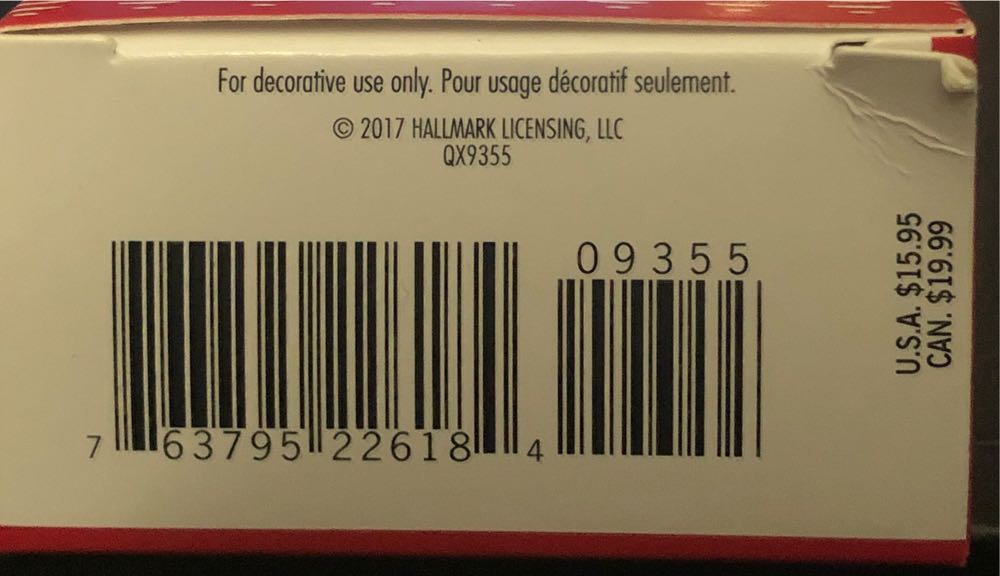 For decorative use only. Pour usage décoratif seulement.
© 2017 HALLMARK LICENSING, LLC
QX9355
09355
7 63795 22618 4
U.S.A. $15.95
CAN. $19.99